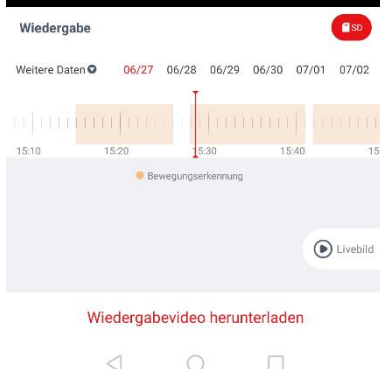 Wiedergabe SD
Weitere Daten 06/27 06/28 06/29 06/30 07/01 07/02
15:10 15:20 15:30 15:40 15
Bewegungserkennung
Livebild
Wiedergabevideo herunterladen